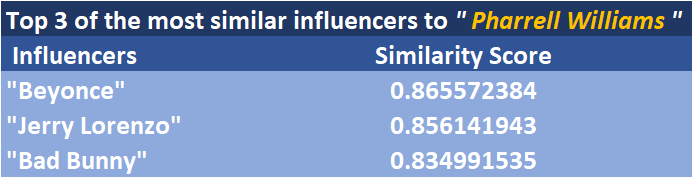 Top 3 of the most similar influencers to " Pharrell Williams "
Influencers Similarity Score
"Beyonce" 0.865572384
"Jerry Lorenzo" 0.856141943
"Bad Bunny" 0.834991535